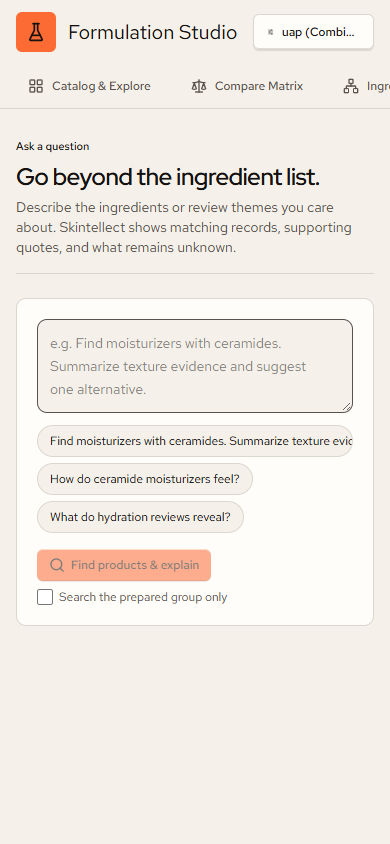 Formulation Studio
uap (Combi...
Catalog & Explore
Compare Matrix
Ingr
Ask a question
Go beyond the ingredient list.
Describe the ingredients or review themes you care
about. Skintellect shows matching records, supporting
quotes, and what remains unknown.
e.g. Find moisturizers with ceramides.
Summarize texture evidence and suggest
one alternative.
Find moisturizers with ceramides. Summarize texture evic
How do ceramide moisturizers feel?
What do hydration reviews reveal?
Find products & explain
Search the prepared group only